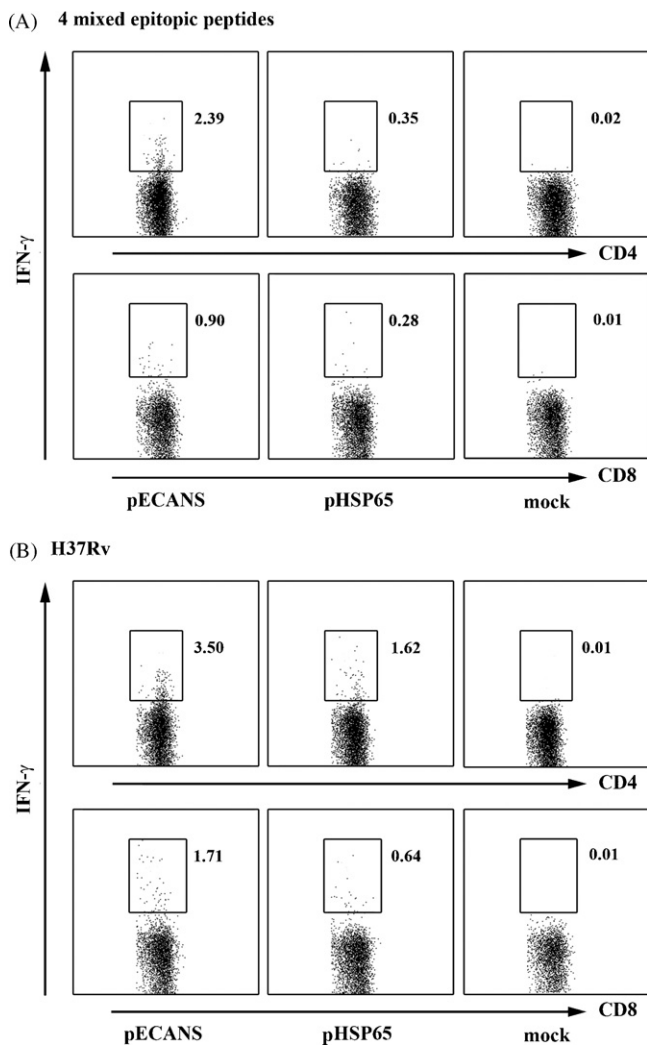 (A) 4 mixed epitopic peptides
2.39 0.35 0.02
IFN-γ
CD4
0.90 0.28 0.01
CD8
pECANS pHSP65 mock
(B) H37Rv
3.50 1.62 0.01
IFN-γ
CD4
1.71 0.64 0.01
CD8
pECANS pHSP65 mock